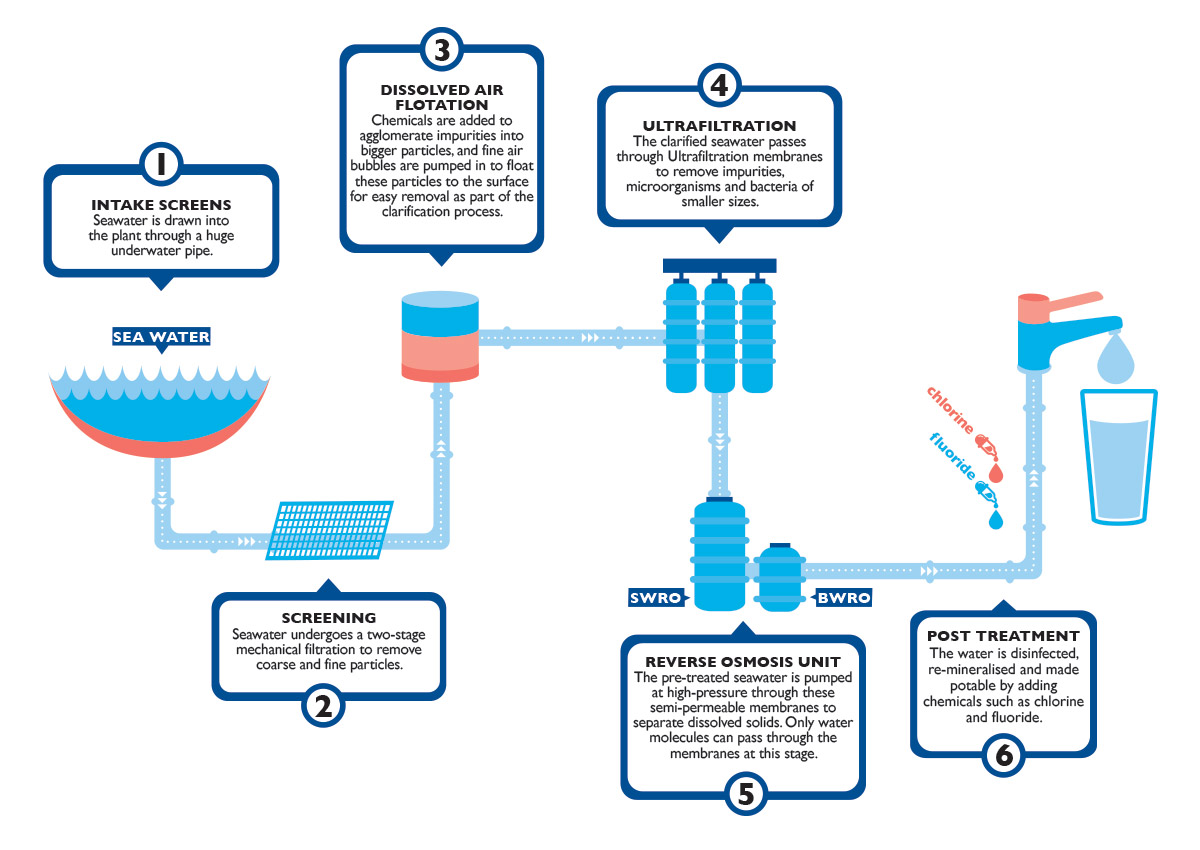 1
INTAKE SCREENS
Seawater is drawn into
the plant through a huge
underwater pipe.
SEA WATER
2
SCREENING
Seawater undergoes a two-stage
mechanical filtration to remove
coarse and fine particles.
3
DISSOLVED AIR
FLOTATION
Chemicals are added to
agglomerate impurities into
bigger particles, and fine air
bubbles are pumped in to float
these particles to the surface
for easy removal as part of the
clarification process.
4
ULTRAFILTRATION
The clarified seawater passes
through Ultrafiltration membranes
to remove impurities,
microorganisms and bacteria of
smaller sizes.
SWRO
BWRO
REVERSE OSMOSIS UNIT
The pre-treated seawater is pumped
at high-pressure through these
semi-permeable membranes to
separate dissolved solids. Only water
molecules can pass through the
membranes at this stage.
5
chlorine
fluoride
POST TREATMENT
The water is disinfected,
re-mineralised and made
potable by adding
chemicals such as chlorine
and fluoride.
6